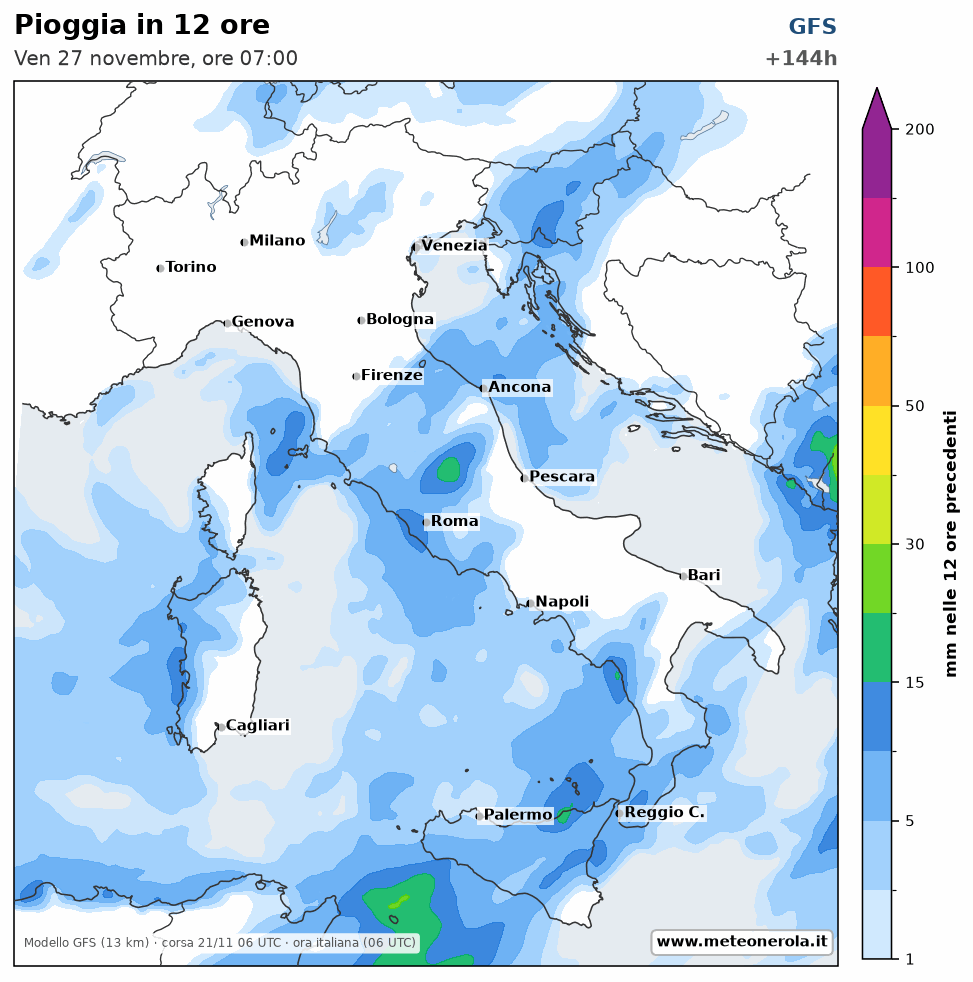 Pioggia in 12 ore
GFS
Ven 27 novembre, ore 07:00
+144h
200
Milano
Venezia
Torino
100
Genova
Bologna
Firenze
Ancona
50
Pescara
Roma
30
Bari
Napoli
15
Cagliari
Palermo
Reggio C.
5
mm nelle 12 ore precedenti
Modello GFS (13 km) · corsa 21/11 06 UTC · ora italiana (06 UTC)
www.meteonerola.it
1